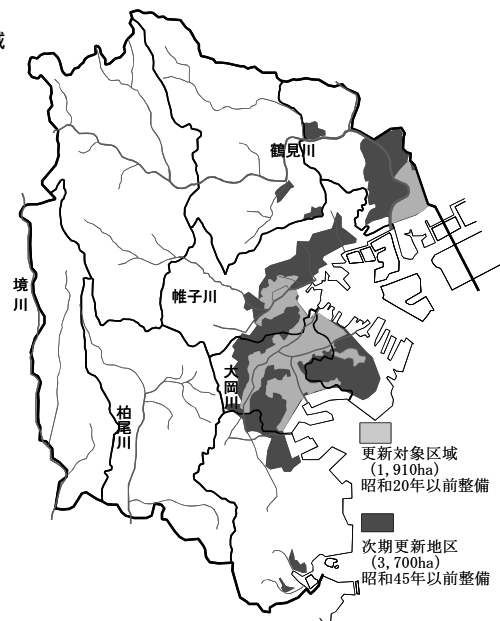 域
鶴見川
境川
帷子川
大岡川
柏尾川
更新対象区域
(1,910ha)
昭和20年以前整備
次期更新地区
(3,700ha)
昭和45年以前整備